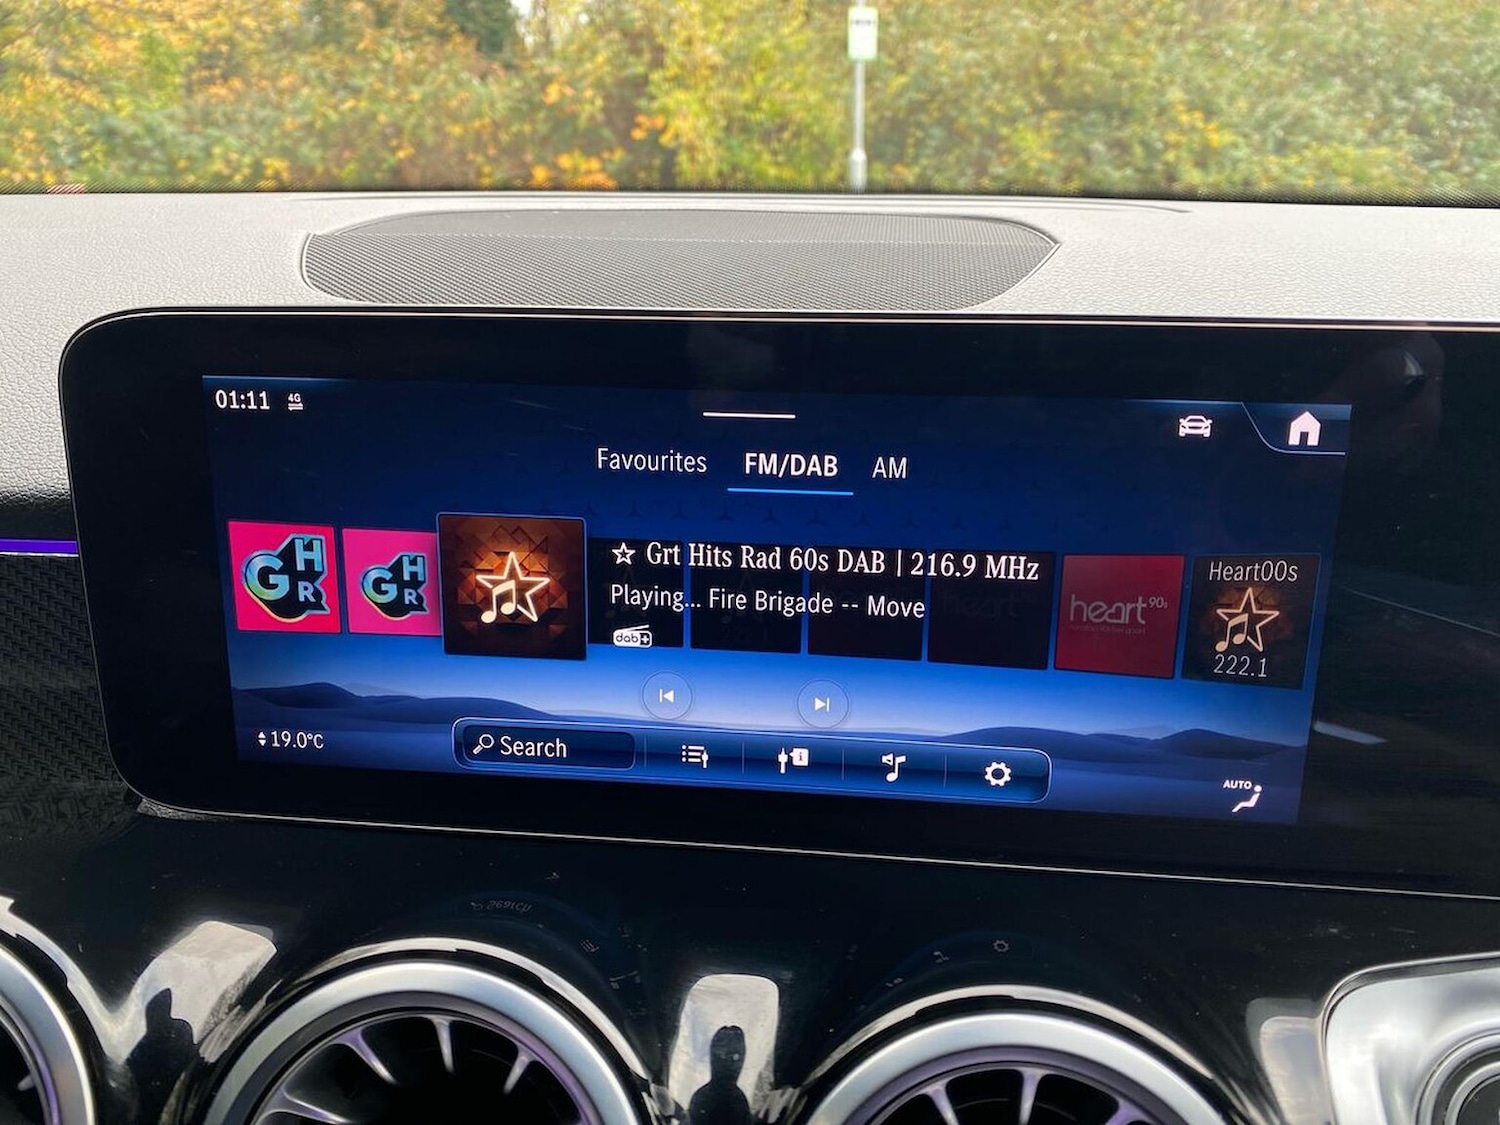 01:11 4G
Favourites FM/DAB AM
GHR
GHR
☆ Grt Hits Rad 60s DAB | 216.9 MHz
Playing... Fire Brigade -- Move
dab+
heart 90s
Heart00s
222.1
19.0°C
Search
AUTO